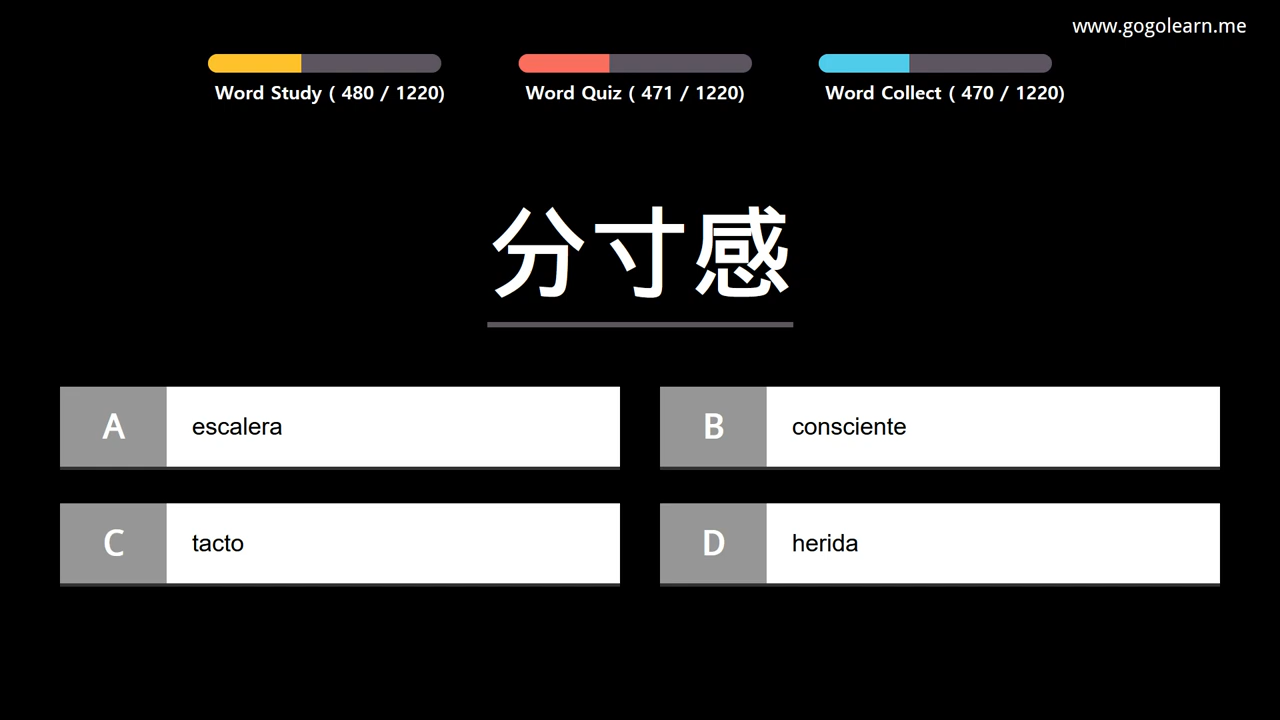 www.gogolearn.me
Word Study ( 480 / 1220)
Word Quiz ( 471 / 1220)
Word Collect ( 470 / 1220)
分寸感
A escalera
B consciente
C tacto
D herida